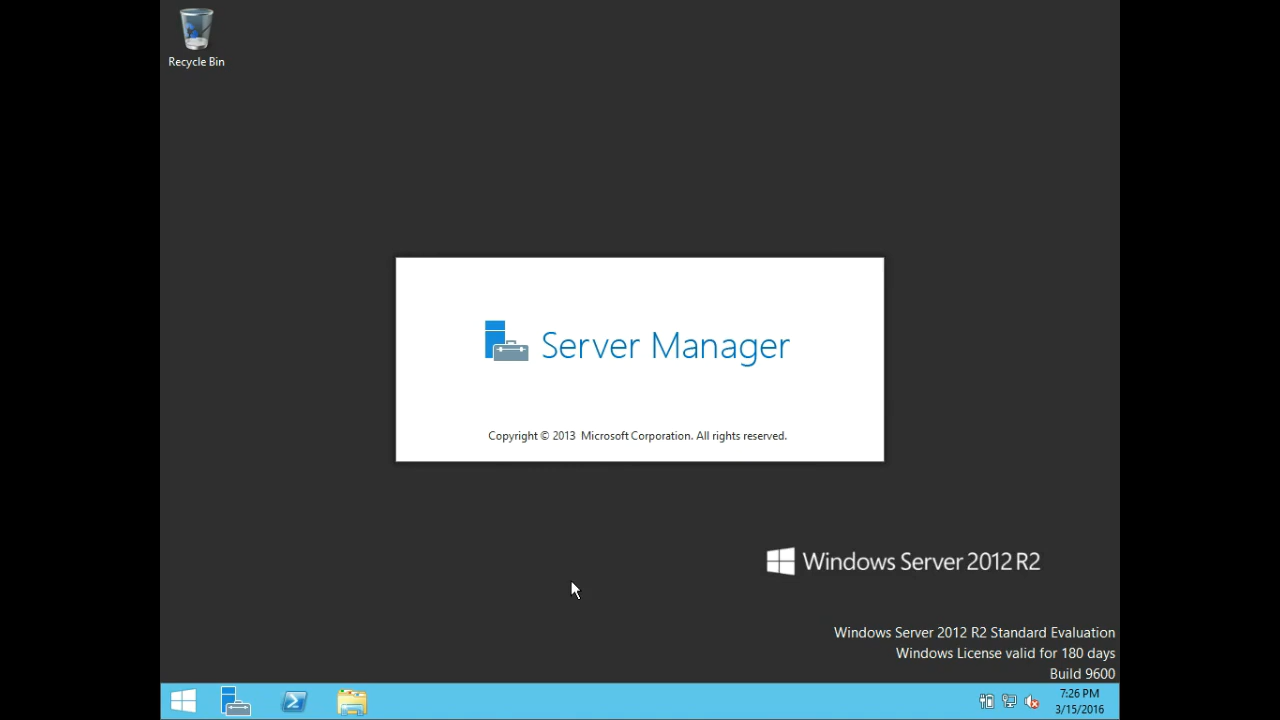 Recycle Bin
Server Manager
Copyright © 2013 Microsoft Corporation. All rights reserved.
Windows Server 2012 R2
Windows Server 2012 R2 Standard Evaluation
Windows License valid for 180 days
Build 9600
7:26 PM
3/15/2016